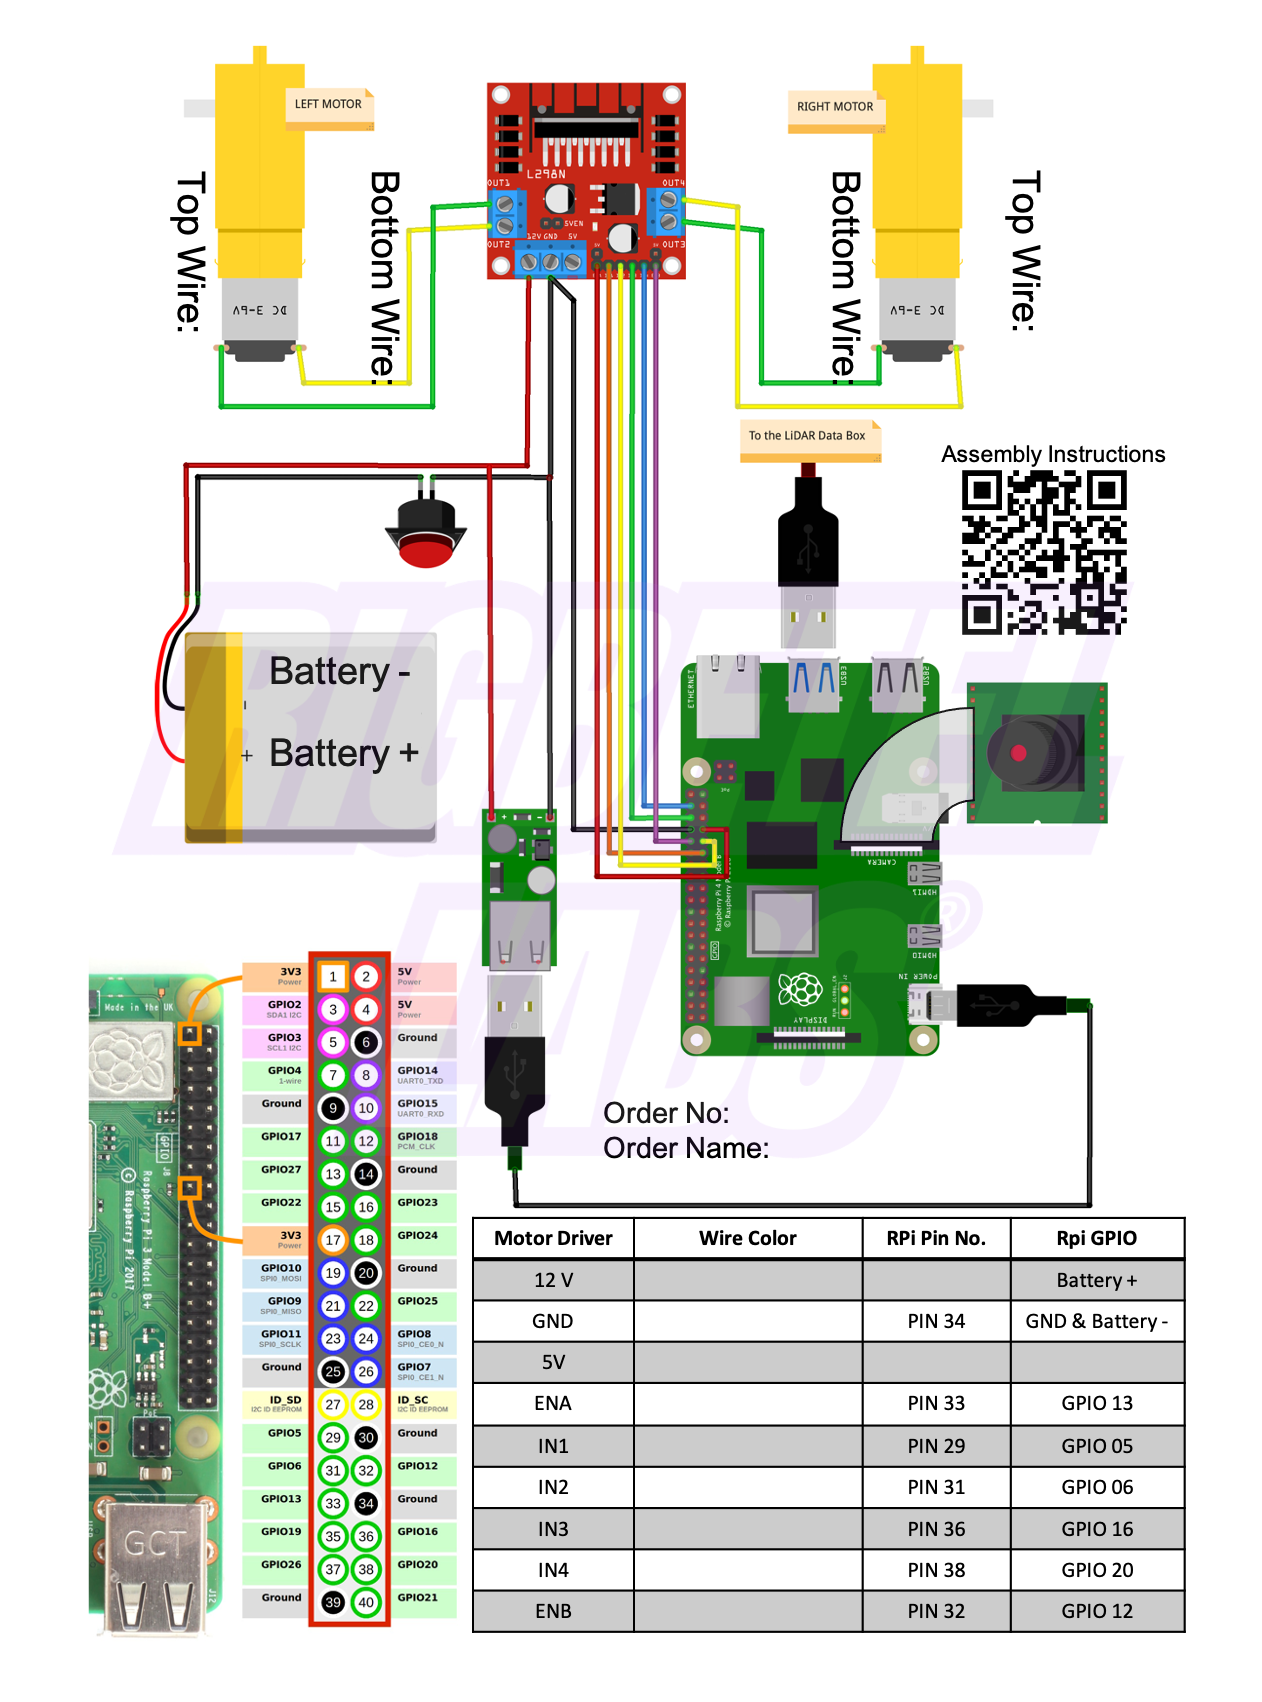 LEFT MOTOR
RIGHT MOTOR
Top Wire:
Bottom Wire:
Bottom Wire:
Top Wire:
DC 3-6V
DC 3-6V
L298N
OUT1
OUT2
OUT4
OUT3
5VEN
12V GND 5V
5V
5V
To the LiDAR Data Box
Assembly Instructions
Battery -
Battery +
-
+
+ -
ETHERNET
USB3
USB2
CAMERA
HDMI1
HDMI0
POWER IN
DISPLAY
GPIO
Raspberry Pi 4 Model B
© Raspberry Pi
RIGBETEL
LABS®
Order No:
Order Name:
Made in the UK
GPIO
J8
Raspberry Pi 3 Model B+
© Raspberry Pi 2017
PoE
GCT
J12
3V3 Power 1 2 5V Power
GPIO2 SDA1 I2C 3 4 5V Power
GPIO3 SCL1 I2C 5 6 Ground
GPIO4 1-wire 7 8 GPIO14 UART0_TXD
Ground 9 10 GPIO15 UART0_RXD
GPIO17 11 12 GPIO18 PCM_CLK
GPIO27 13 14 Ground
GPIO22 15 16 GPIO23
3V3 Power 17 18 GPIO24
GPIO10 SPI0_MOSI 19 20 Ground
GPIO9 SPI0_MISO 21 22 GPIO25
GPIO11 SPI0_SCLK 23 24 GPIO8 SPI0_CE0_N
Ground 25 26 GPIO7 SPI0_CE1_N
ID_SD I2C ID EEPROM 27 28 ID_SC I2C ID EEPROM
GPIO5 29 30 Ground
GPIO6 31 32 GPIO12
GPIO13 33 34 Ground
GPIO19 35 36 GPIO16
GPIO26 37 38 GPIO20
Ground 39 40 GPIO21
Motor Driver Wire Color RPi Pin No. Rpi GPIO
12 V Battery +
GND PIN 34 GND & Battery -
5V
ENA PIN 33 GPIO 13
IN1 PIN 29 GPIO 05
IN2 PIN 31 GPIO 06
IN3 PIN 36 GPIO 16
IN4 PIN 38 GPIO 20
ENB PIN 32 GPIO 12